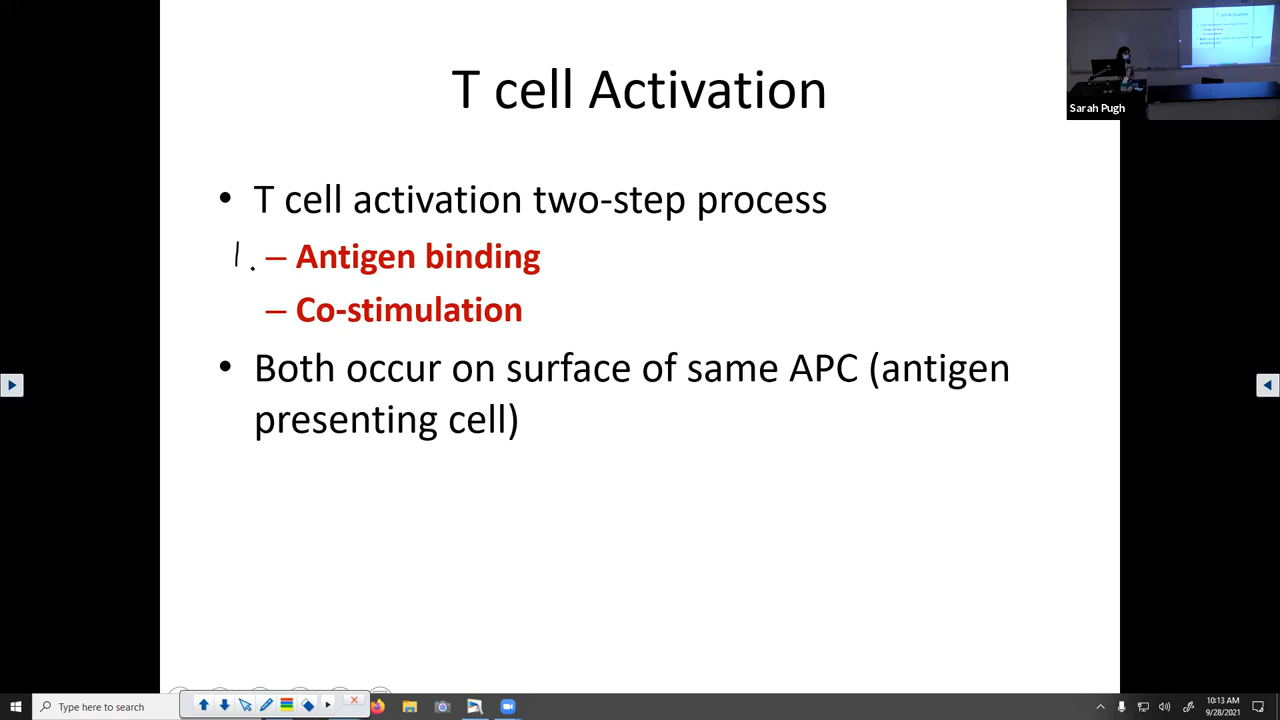 T cell Activation
Sarah Pugh
• T cell activation two-step process
1. – Antigen binding
– Co-stimulation
• Both occur on surface of same APC (antigen
presenting cell)
Type here to search
10:13 AM
9/28/2021